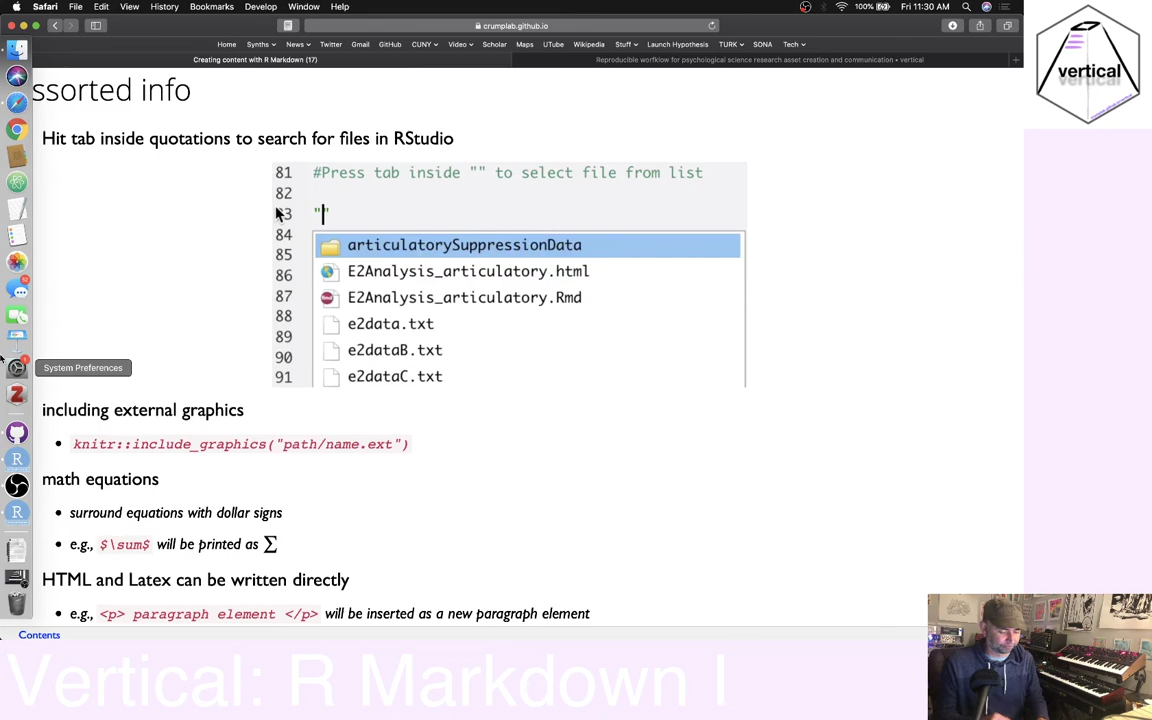 Safari File Edit View History Bookmarks Develop Window Help
100% Fri 11:30 AM
crumplab.github.io
Home Synths News Twitter Gmail GitHub CUNY Video Scholar Maps UTube Wikipedia Stuff Launch Hypothesis TURK SONA Tech
Creating content with R Markdown (17)
Reproducible worfklow for psychological science research asset creation and communication • vertical
vertical
ssorted info
Hit tab inside quotations to search for files in RStudio
81 #Press tab inside "" to select file from list
82
83 ""
84
articulatorySuppressionData
85
E2Analysis_articulatory.html
86
E2Analysis_articulatory.Rmd
87
e2data.txt
88
89
e2dataB.txt
90
e2dataC.txt
91
System Preferences
including external graphics
• knitr::include_graphics("path/name.ext")
math equations
• surround equations with dollar signs
• e.g., $\sum$ will be printed as ∑
HTML and Latex can be written directly
• e.g., <p> paragraph element </p> will be inserted as a new paragraph element
Contents
Vertical: R Markdown I